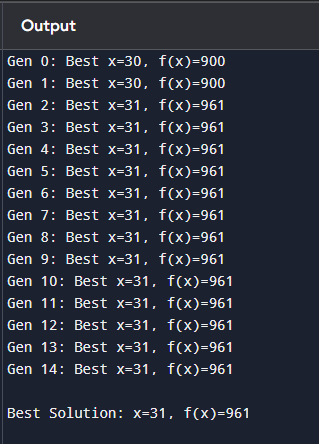 Output
Gen 0: Best x=30, f(x)=900
Gen 1: Best x=30, f(x)=900
Gen 2: Best x=31, f(x)=961
Gen 3: Best x=31, f(x)=961
Gen 4: Best x=31, f(x)=961
Gen 5: Best x=31, f(x)=961
Gen 6: Best x=31, f(x)=961
Gen 7: Best x=31, f(x)=961
Gen 8: Best x=31, f(x)=961
Gen 9: Best x=31, f(x)=961
Gen 10: Best x=31, f(x)=961
Gen 11: Best x=31, f(x)=961
Gen 12: Best x=31, f(x)=961
Gen 13: Best x=31, f(x)=961
Gen 14: Best x=31, f(x)=961
Best Solution: x=31, f(x)=961